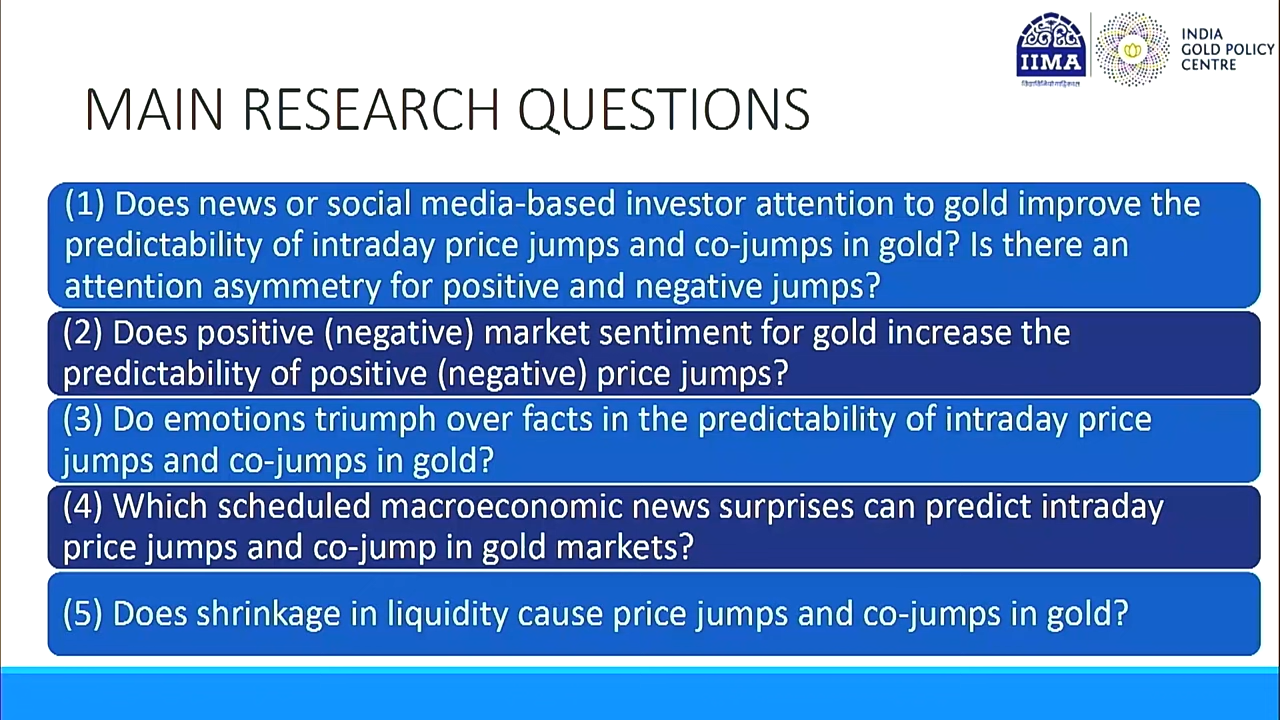 IIMA
INDIA
GOLD POLICY
CENTRE
MAIN RESEARCH QUESTIONS
(1) Does news or social media-based investor attention to gold improve the
predictability of intraday price jumps and co-jumps in gold? Is there an
attention asymmetry for positive and negative jumps?
(2) Does positive (negative) market sentiment for gold increase the
predictability of positive (negative) price jumps?
(3) Do emotions triumph over facts in the predictability of intraday price
jumps and co-jumps in gold?
(4) Which scheduled macroeconomic news surprises can predict intraday
price jumps and co-jump in gold markets?
(5) Does shrinkage in liquidity cause price jumps and co-jumps in gold?